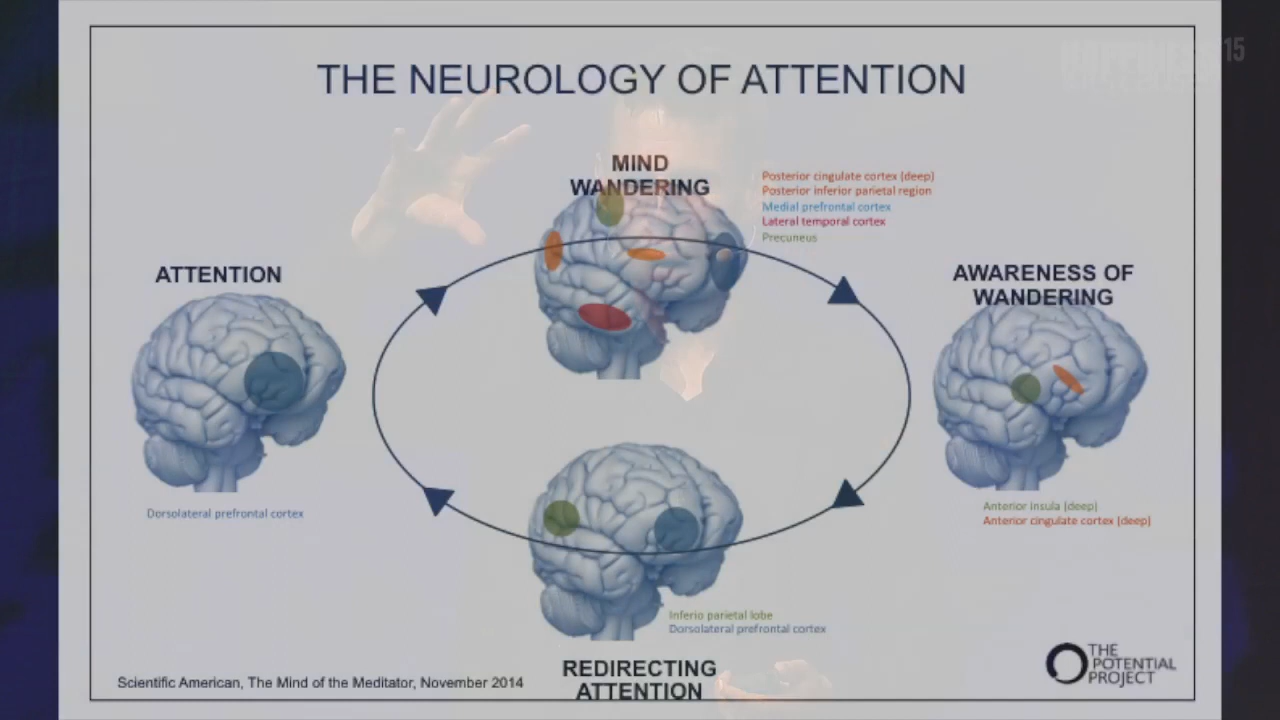 THE NEUROLOGY OF ATTENTION
15
MIND
WANDERING
Posterior cingulate cortex (deep)
Posterior inferior parietal region
Medial prefrontal cortex
Lateral temporal cortex
Precuneus
ATTENTION
Dorsolateral prefrontal cortex
AWARENESS OF
WANDERING
Anterior insula (deep)
Anterior cingulate cortex (deep)
Inferio parietal lobe
Dorsolateral prefrontal cortex
REDIRECTING
ATTENTION
Scientific American, The Mind of the Meditator, November 2014
THE
POTENTIAL
PROJECT